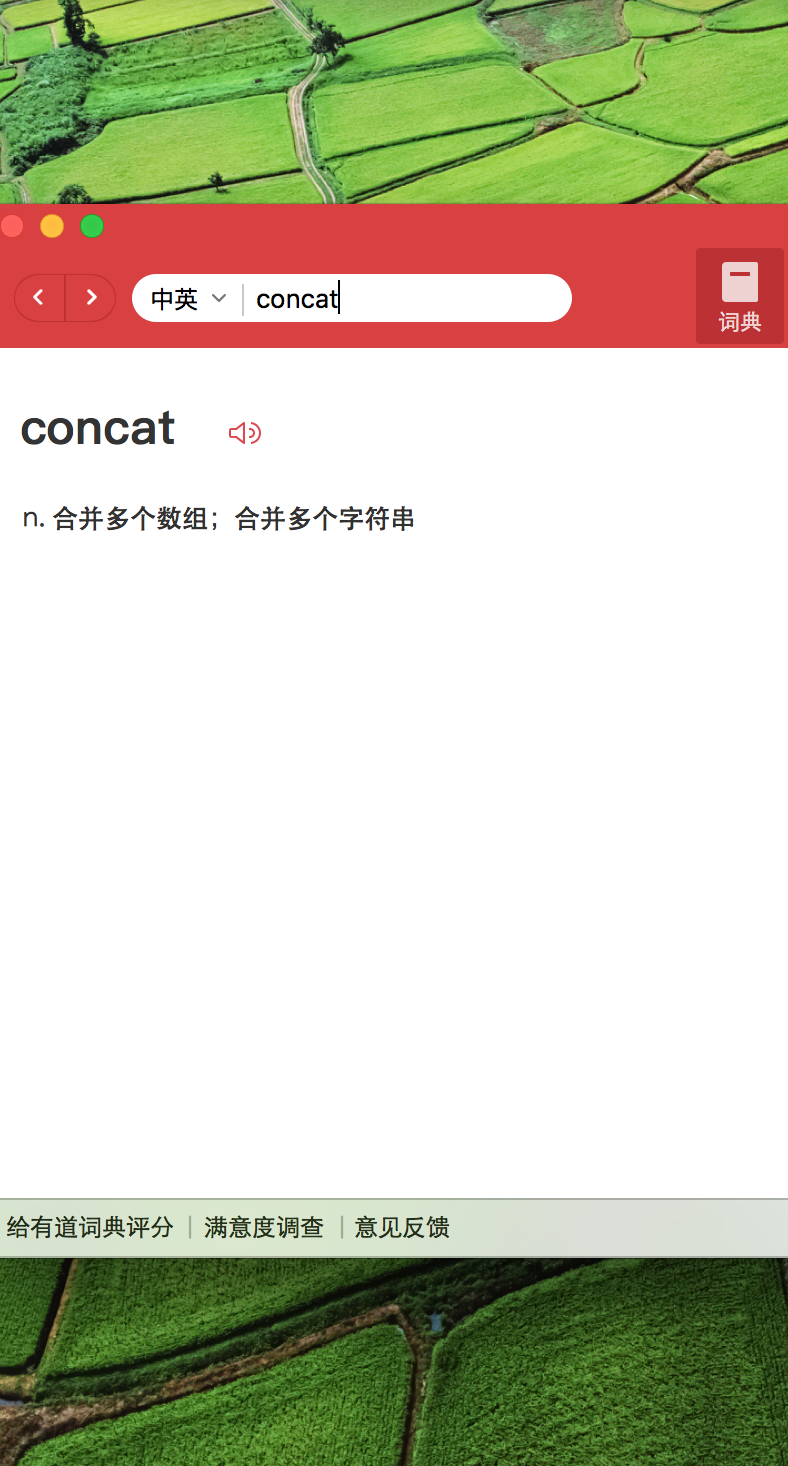 中英 concat
词典
concat
n. 合并多个数组；合并多个字符串
给有道词典评分 | 满意度调查 | 意见反馈